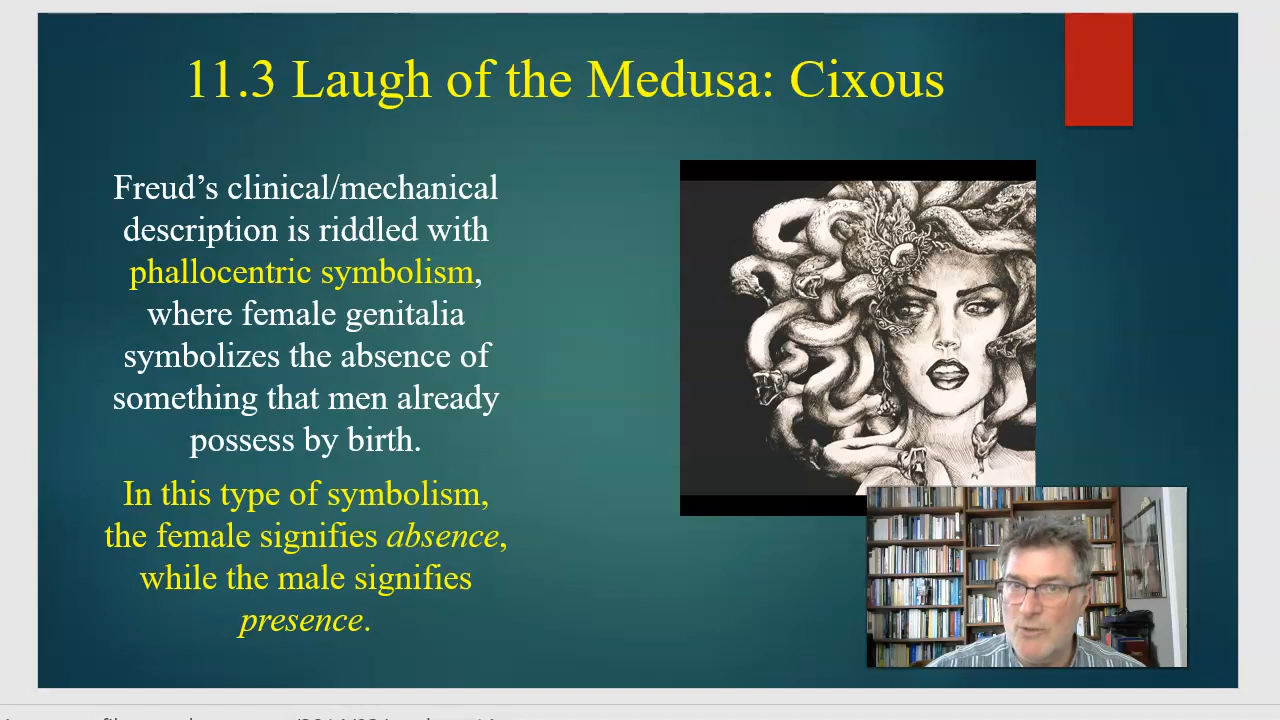 11.3 Laugh of the Medusa: Cixous
Freud’s clinical/mechanical
description is riddled with
phallocentric symbolism,
where female genitalia
symbolizes the absence of
something that men already
possess by birth.
In this type of symbolism,
the female signifies absence,
while the male signifies
presence.